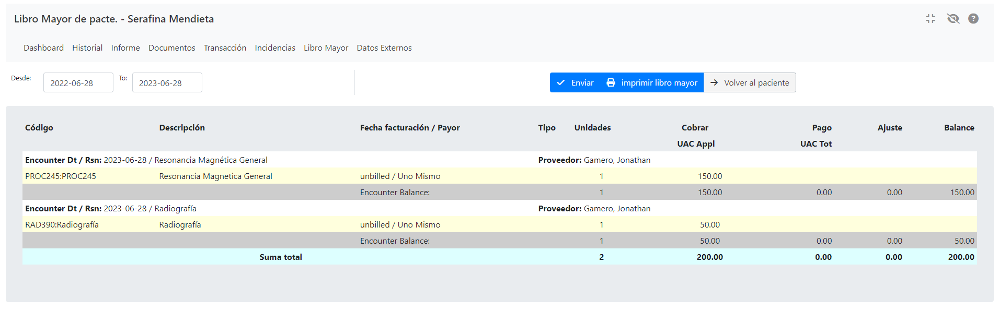 Libro Mayor de pacte. - Serafina Mendieta
Dashboard Historial Informe Documentos Transacción Incidencias Libro Mayor Datos Externos
Desde: 2022-06-28 To: 2023-06-28 Enviar imprimir libro mayor Volver al paciente
Código Descripción Fecha facturación / Payor Tipo Unidades Cobrar Pago Ajuste Balance
UAC Appl UAC Tot
Encounter Dt / Rsn: 2023-06-28 / Resonancia Magnética General Proveedor: Gamero, Jonathan
PROC245:PROC245 Resonancia Magnetica General unbilled / Uno Mismo 1 150.00
Encounter Balance: 1 150.00 0.00 0.00 150.00
Encounter Dt / Rsn: 2023-06-28 / Radiografía Proveedor: Gamero, Jonathan
RAD390:Radiografía Radiografía unbilled / Uno Mismo 1 50.00
Encounter Balance: 1 50.00 0.00 0.00 50.00
Suma total 2 200.00 0.00 0.00 200.00